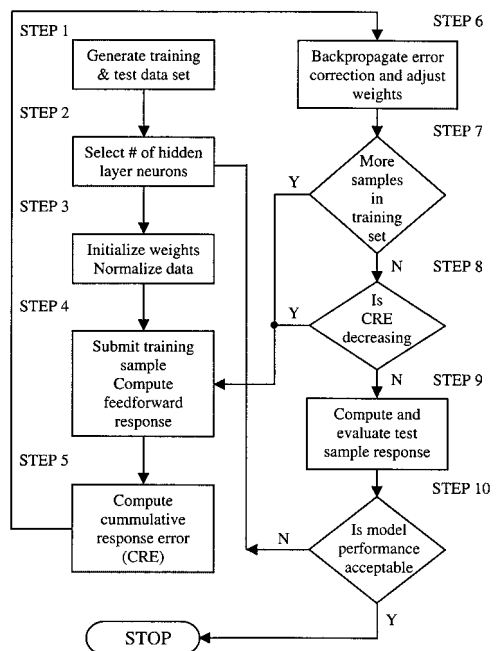 STEP 1
Generate training
& test data set
STEP 2
Select # of hidden
layer neurons
STEP 3
Initialize weights
Normalize data
STEP 4
Submit training
sample
Compute
feedforward
response
STEP 5
Compute
cummulative
response error
(CRE)
STEP 6
Backpropagate error
correction and adjust
weights
STEP 7
More
samples
in
training
set
Y
N
STEP 8
Is
CRE
decreasing
Y
N
STEP 9
Compute and
evaluate test
sample response
STEP 10
Is model
performance
acceptable
N
Y
STOP